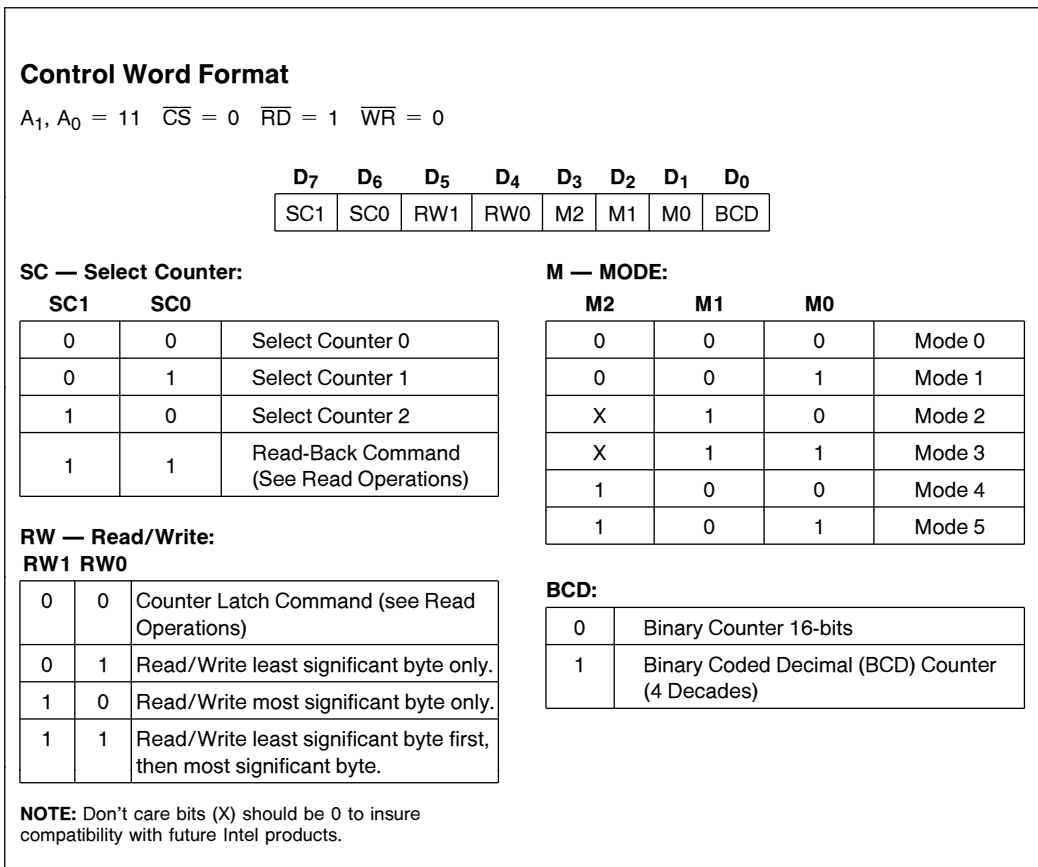 Control Word Format
A1, A0 = 11 C̅S̅ = 0 R̅D̅ = 1 W̅R̅ = 0
D7 D6 D5 D4 D3 D2 D1 D0
SC1 SC0 RW1 RW0 M2 M1 M0 BCD
SC — Select Counter:
SC1 SC0
0 0 Select Counter 0
0 1 Select Counter 1
1 0 Select Counter 2
1 1 Read-Back Command
(See Read Operations)
RW — Read/Write:
RW1 RW0
0 0 Counter Latch Command (see Read
Operations)
0 1 Read/Write least significant byte only.
1 0 Read/Write most significant byte only.
1 1 Read/Write least significant byte first,
then most significant byte.
M — MODE:
M2 M1 M0
0 0 0 Mode 0
0 0 1 Mode 1
X 1 0 Mode 2
X 1 1 Mode 3
1 0 0 Mode 4
1 0 1 Mode 5
BCD:
0 Binary Counter 16-bits
1 Binary Coded Decimal (BCD) Counter
(4 Decades)
NOTE: Don't care bits (X) should be 0 to insure
compatibility with future Intel products.